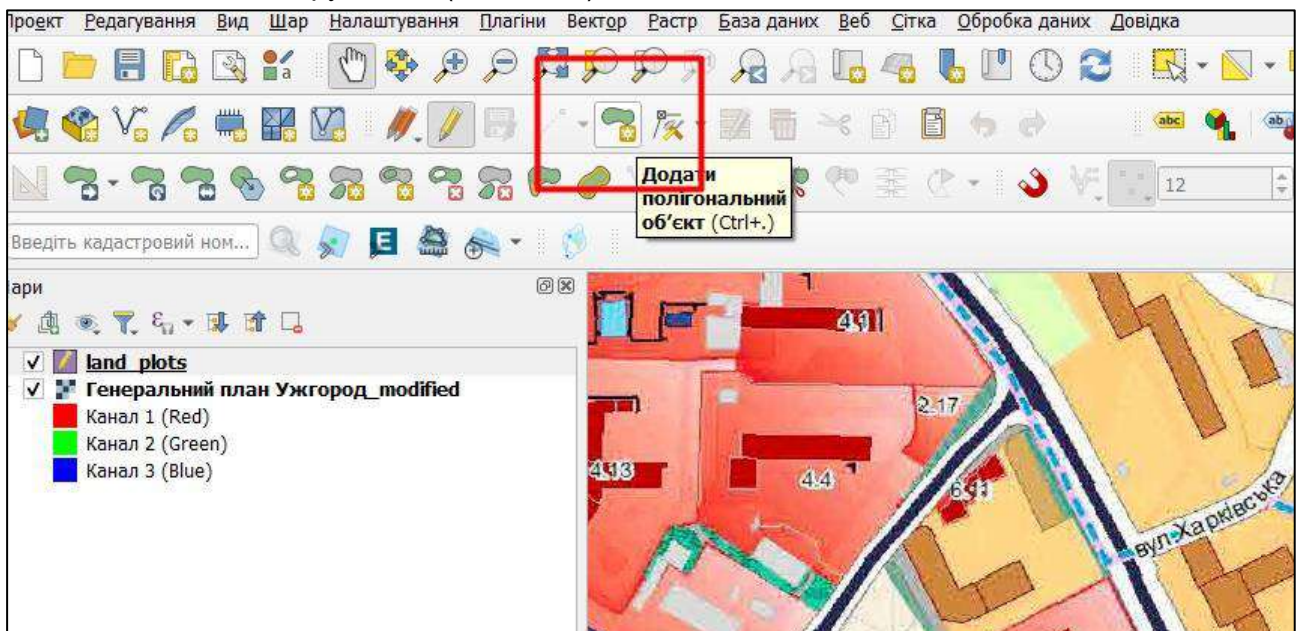 Проект Редагування Вид Шар Налаштування Плагіни Вектор Растр База даних Веб Сітка Обробка даних Довідка
abc
Додати
полігональний
об’єкт (Ctrl+.)
12
Введіть кадастровий ном...
ари
land_plots
Генеральний план Ужгород_modified
Канал 1 (Red)
Канал 2 (Green)
Канал 3 (Blue)
4.1
2.17
4.13
4.4
6.11
вул.Харківська